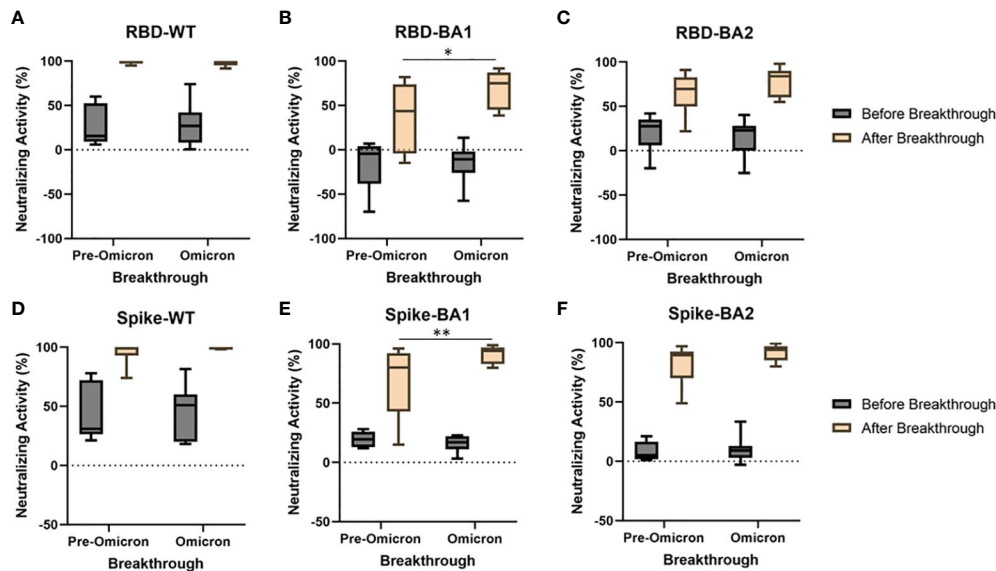 A
RBD-WT
Neutralizing Activity (%)
100
50
0
-50
-100
Pre-Omicron Omicron
Breakthrough
B
RBD-BA1
*
Neutralizing Activity (%)
100
50
0
-50
-100
Pre-Omicron Omicron
Breakthrough
C
RBD-BA2
Neutralizing Activity (%)
100
50
0
-50
-100
Pre-Omicron Omicron
Breakthrough
Before Breakthrough
After Breakthrough
D
Spike-WT
Neutralizing Activity (%)
100
50
0
-50
Pre-Omicron Omicron
Breakthrough
E
Spike-BA1
**
Neutralizing Activity (%)
100
50
0
-50
Pre-Omicron Omicron
Breakthrough
F
Spike-BA2
Neutralizing Activity (%)
100
50
0
-50
Pre-Omicron Omicron
Breakthrough
Before Breakthrough
After Breakthrough